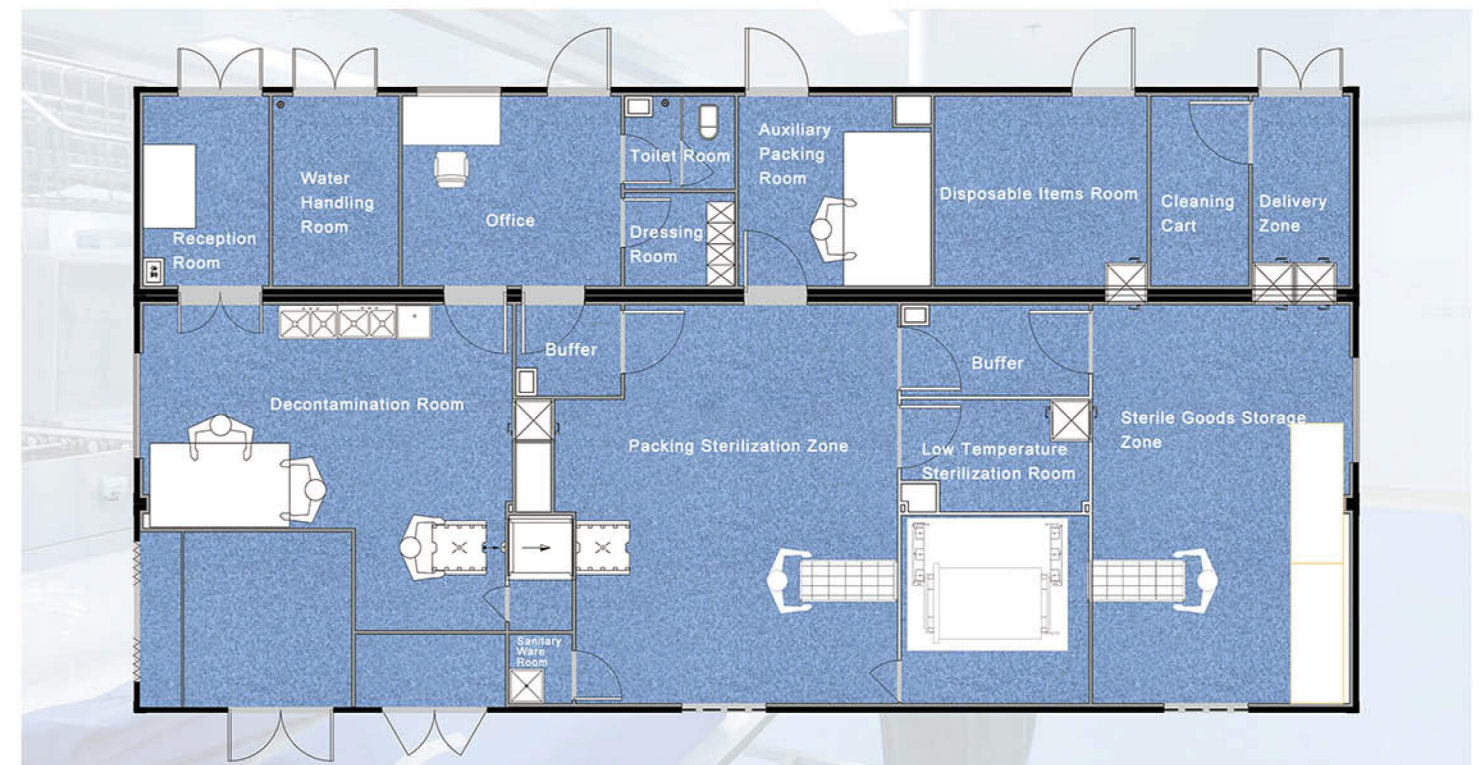 Reception
Room
Water
Handling
Room
Office
Toilet Room
Dressing
Room
Auxiliary
Packing
Room
Disposable Items Room
Cleaning
Cart
Delivery
Zone
Decontamination Room
Buffer
Packing Sterilization Zone
Buffer
Low Temperature
Sterilization Room
Sterile Goods Storage
Zone
Sanitary
Ware
Room